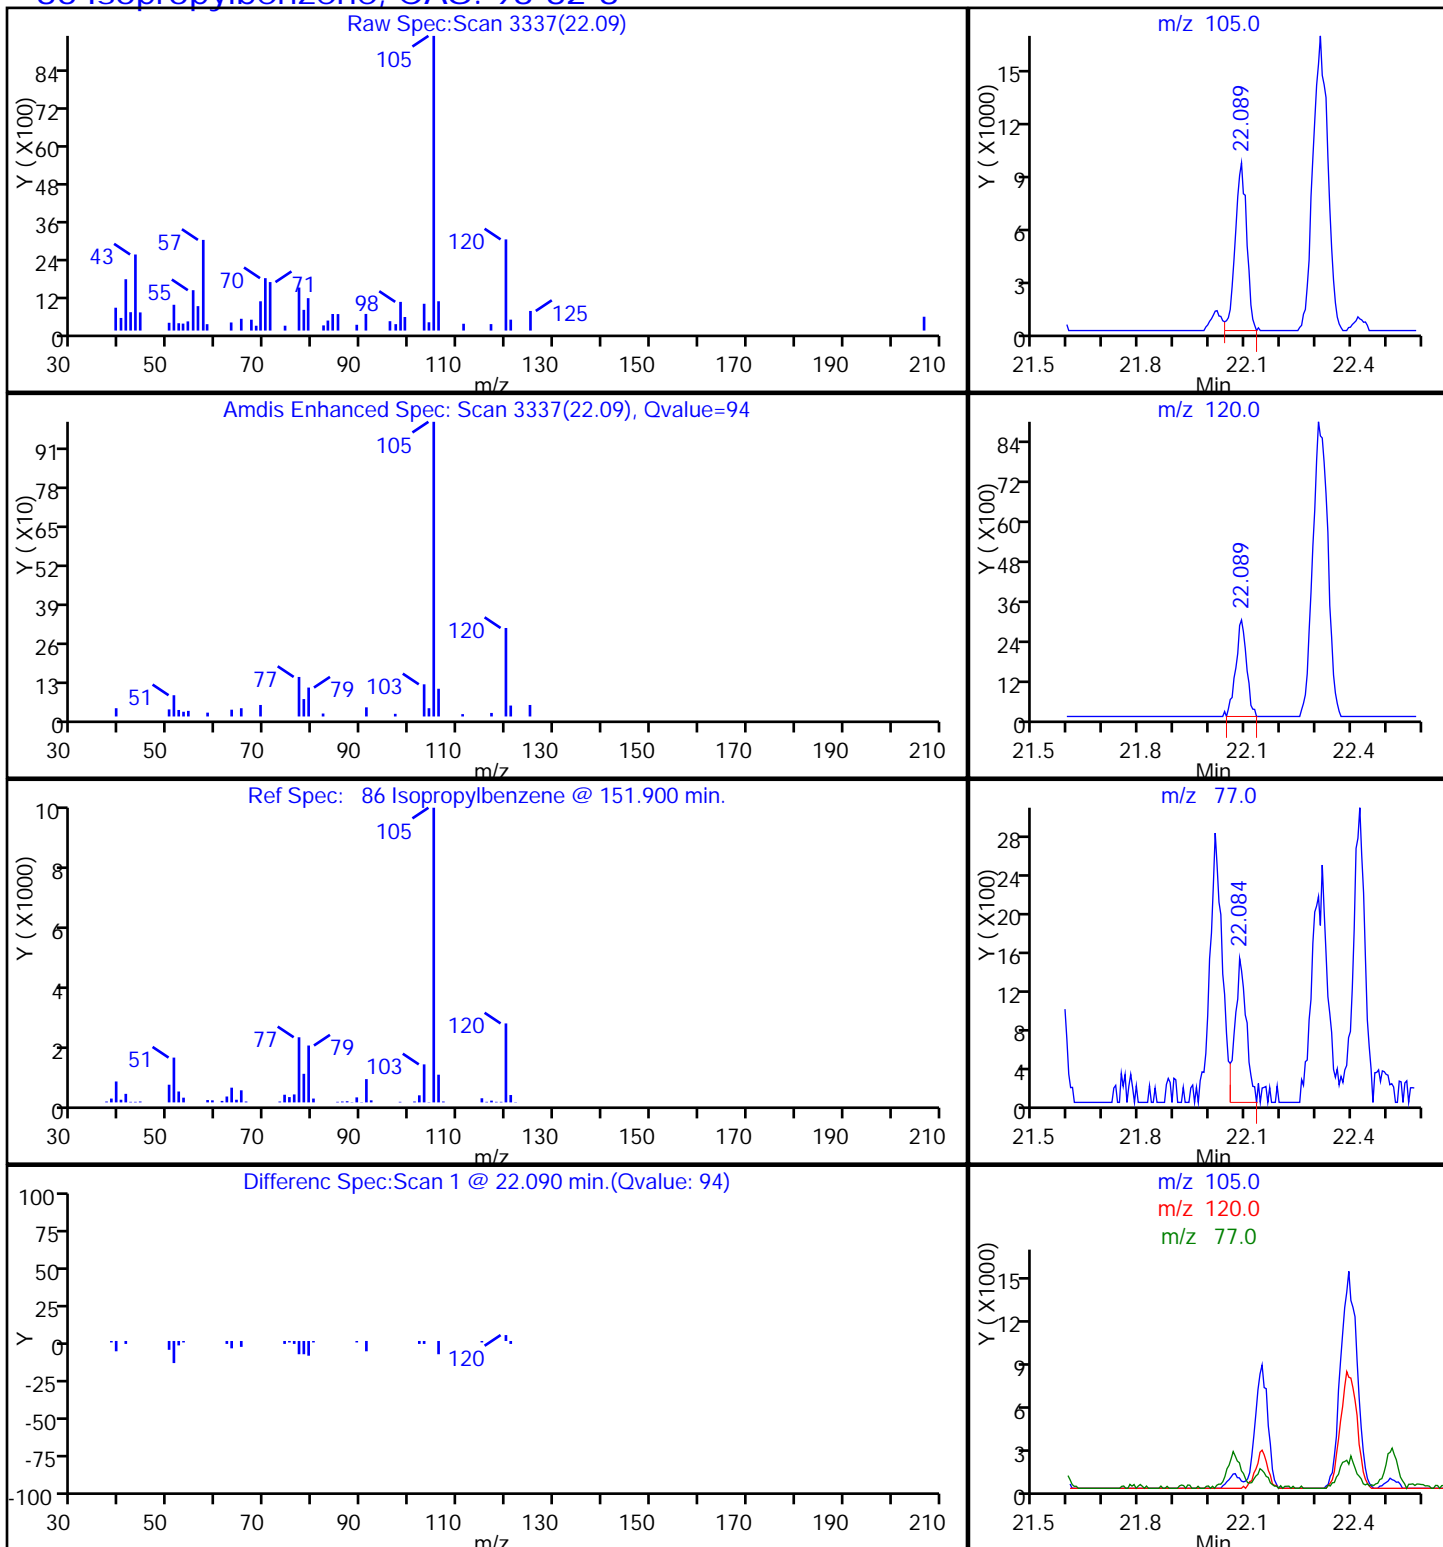 Raw Spec:Scan 3337(22.09)
Y ( X100)
84
72
60
48
36
24
12
0
105
43
57
55
70
71
98
120
125
30 50 70 90 110 130 150 170 190 210
m/z
m/z 105.0
Y ( X1000)
15
12
9
6
3
0
22.089
21.5 21.8 22.1 22.4
Min
Amdis Enhanced Spec: Scan 3337(22.09), Qvalue=94
Y ( X10)
91
78
65
52
39
26
13
0
105
51
77
79
103
120
30 50 70 90 110 130 150 170 190 210
m/z
m/z 120.0
Y ( X100)
84
72
60
48
36
24
12
0
22.089
21.5 21.8 22.1 22.4
Min
Ref Spec: 86 Isopropylbenzene @ 151.900 min.
Y ( X1000)
10
8
6
4
2
0
105
51
77
79
103
120
30 50 70 90 110 130 150 170 190 210
m/z
m/z 77.0
Y ( X100)
28
24
20
16
12
8
4
0
22.084
21.5 21.8 22.1 22.4
Min
Differenc Spec:Scan 1 @ 22.090 min.(Qvalue: 94)
Y
100
75
50
25
0
-25
-50
-75
-100
120
30 50 70 90 110 130 150 170 190 210
m/z
m/z 105.0
m/z 120.0
m/z 77.0
Y ( X1000)
15
12
9
6
3
0
21.5 21.8 22.1 22.4
Min